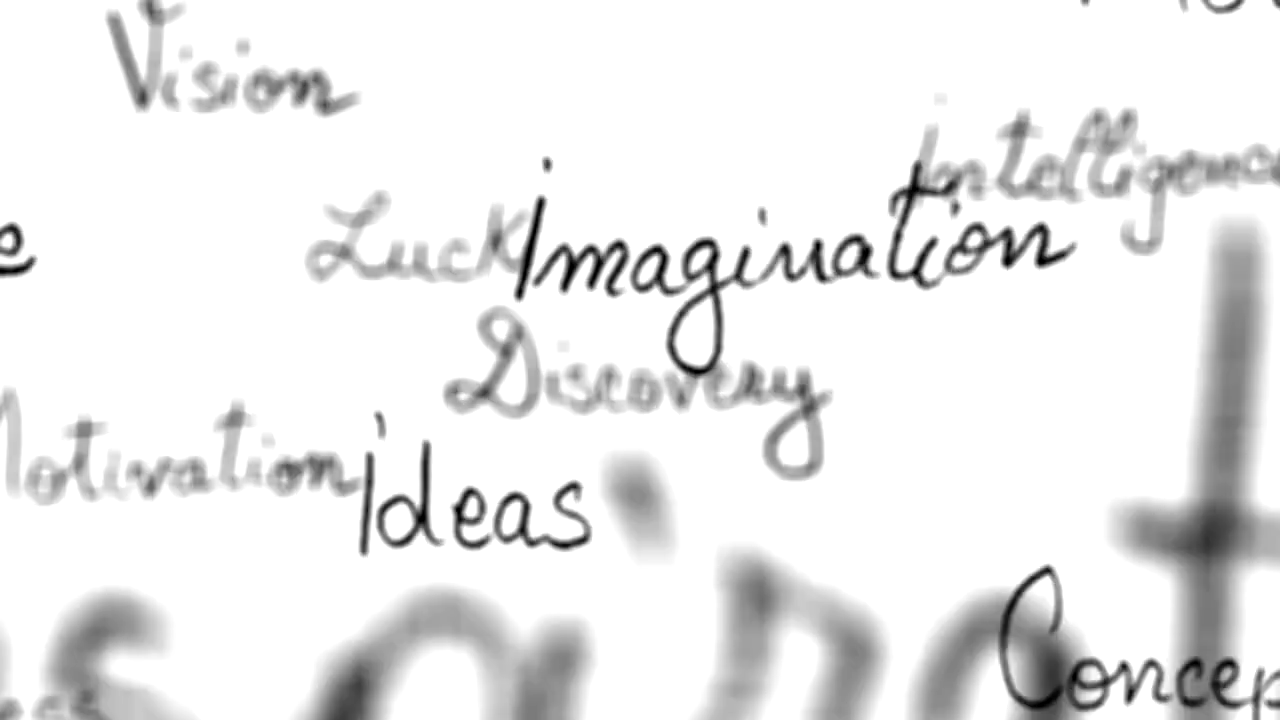 Vision
Intelligence
Luck
Imagination
Discovery
Motivation
Ideas
Concep